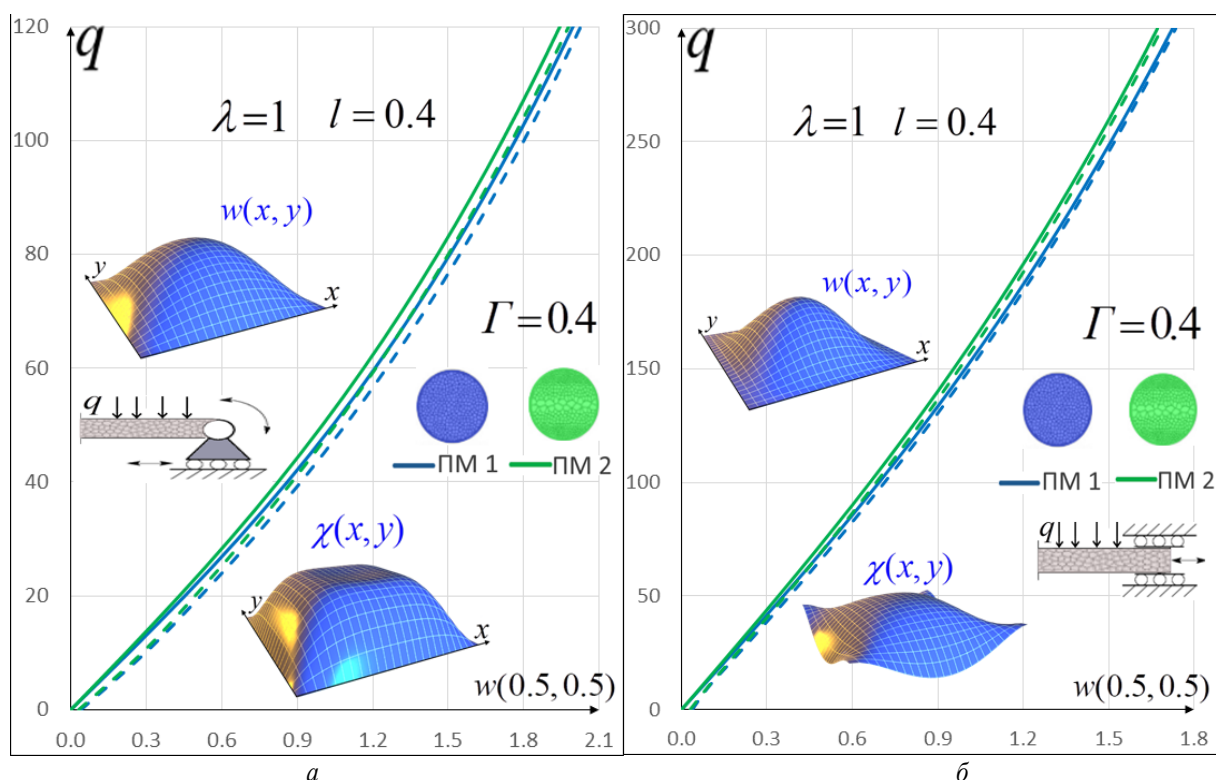 120
q
λ=1 l=0.4
100
w(x, y)
80
y
x
Γ=0.4
60
q
ПМ 1 ПМ 2
40
χ(x, y)
20
y
x
w(0.5, 0.5)
0
0.0 0.3 0.6 0.9 1.2 1.5 1.8 2.1
а
300
q
λ=1 l=0.4
250
200
w(x, y)
y
x
Γ=0.4
150
ПМ 1 ПМ 2
100
q
χ(x, y)
50
w(0.5, 0.5)
0
0.0 0.3 0.6 0.9 1.2 1.5 1.8
б